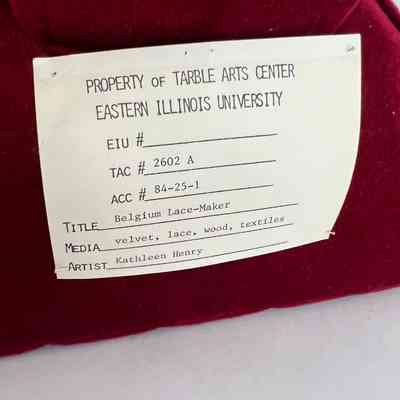 PROPERTY OF TARBLE ARTS CENTER
EASTERN ILLINOIS UNIVERSITY
EIU #
TAC # 2602 A
ACC # 84-25-1
TITLE Belgium Lace-Maker
MEDIA velvet, lace, wood, textiles
ARTIST Kathleen Henry